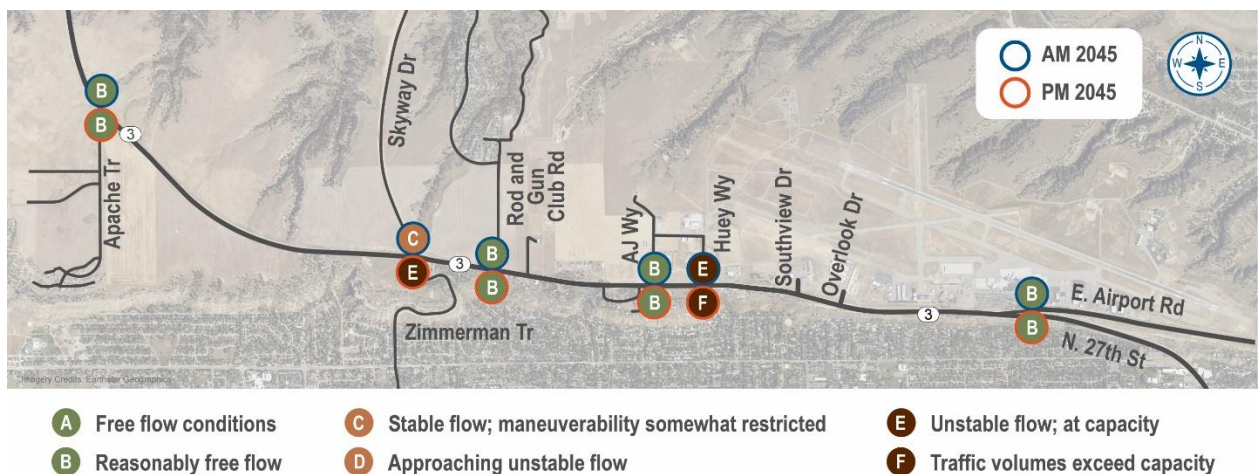 AM 2045
PM 2045
N
W
E
S
B
B
3
Apache Tr
Skyway Dr
C
E
3
Zimmerman Tr
Rod and
Gun
Club Rd
B
B
AJ Wy
B
B
Huey Wy
E
F
Southview Dr
Overlook Dr
3
B
B
E. Airport Rd
N. 27th St
Imagery Credits: Earthstar Geographics
A Free flow conditions
B Reasonably free flow
C Stable flow; maneuverability somewhat restricted
D Approaching unstable flow
E Unstable flow; at capacity
F Traffic volumes exceed capacity